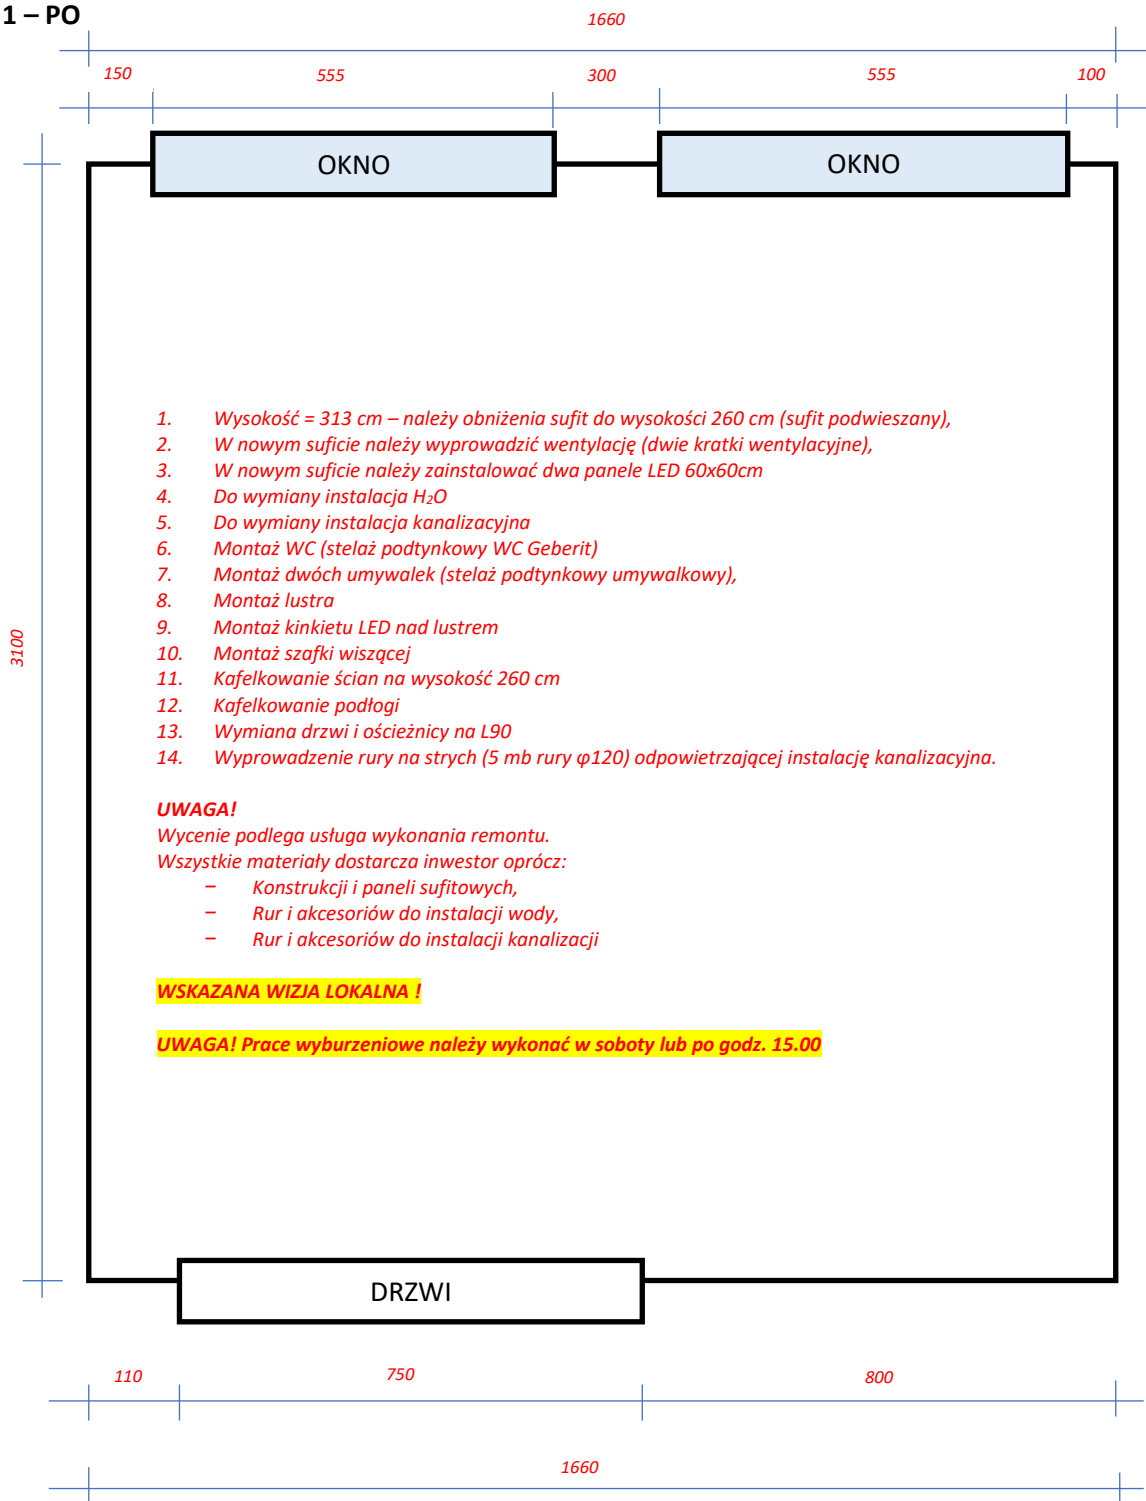 1 – PO
1660
150 555 300 555 100
OKNO OKNO
1. Wysokość = 313 cm – należy obniżenia sufit do wysokości 260 cm (sufit podwieszany),
2. W nowym suficie należy wyprowadzić wentylację (dwie kratki wentylacyjne),
3. W nowym suficie należy zainstalować dwa panele LED 60x60cm
4. Do wymiany instalacja H₂O
5. Do wymiany instalacja kanalizacyjna
6. Montaż WC (stelaż podtynkowy WC Geberit)
7. Montaż dwóch umywalek (stelaż podtynkowy umywalkowy),
8. Montaż lustra
9. Montaż kinkietu LED nad lustrem
10. Montaż szafki wiszącej
11. Kafelkowanie ścian na wysokość 260 cm
12. Kafelkowanie podłogi
13. Wymiana drzwi i ościeżnicy na L90
14. Wyprowadzenie rury na strych (5 mb rury φ120) odpowietrzającej instalację kanalizacyjna.
3100
UWAGA!
Wycenie podlega usługa wykonania remontu.
Wszystkie materiały dostarcza inwestor oprócz:
– Konstrukcji i paneli sufitowych,
– Rur i akcesoriów do instalacji wody,
– Rur i akcesoriów do instalacji kanalizacji
WSKAZANA WIZJA LOKALNA !
UWAGA! Prace wyburzeniowe należy wykonać w soboty lub po godz. 15.00
DRZWI
110 750 800
1660